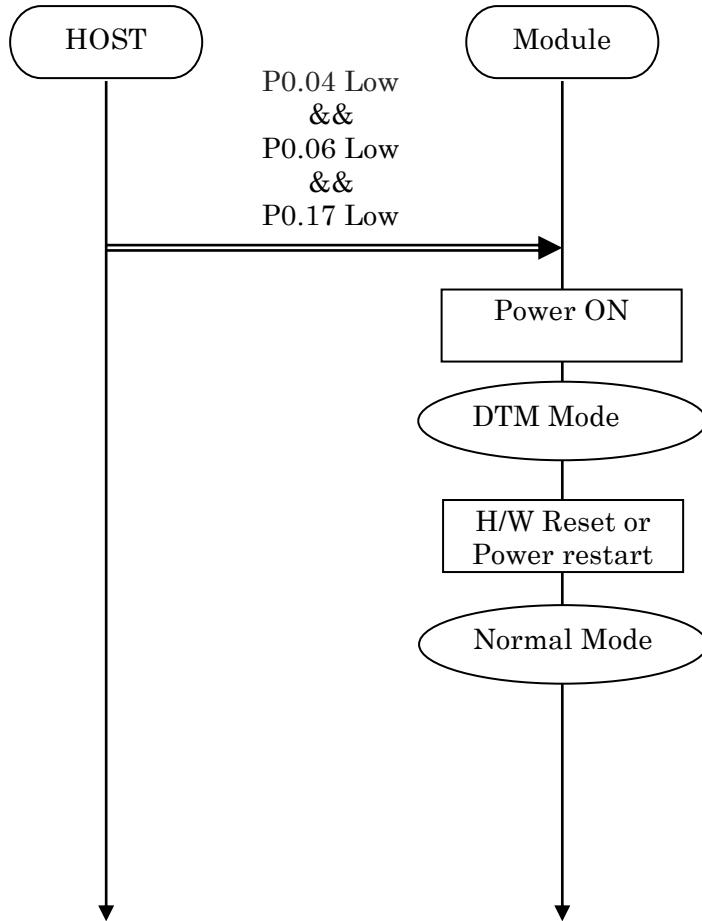 HOST
Module
P0.04 Low
&&
P0.06 Low
&&
P0.17 Low
Power ON
DTM Mode
H/W Reset or
Power restart
Normal Mode